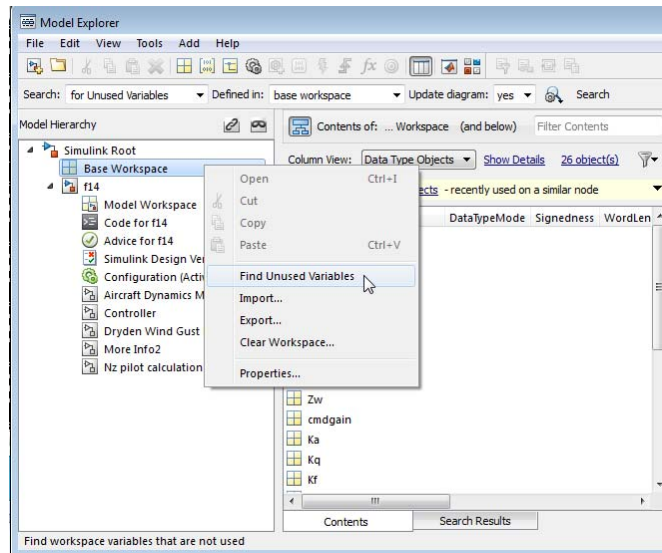 Model Explorer
File Edit View Tools Add Help
Search: for Unused Variables Defined in: base workspace Update diagram: yes Search
Model Hierarchy
Contents of: ... Workspace (and below) Filter Contents
Simulink Root
Column View: Data Type Objects Show Details 26 object(s)
Base Workspace
- recently used on a similar node
f14
DataTypeMode Signedness WordLen
Model Workspace
Code for f14
Advice for f14
Simulink Design Ver
Configuration (Activ
Aircraft Dynamics M
Controller
Dryden Wind Gust
More Info2
Nz pilot calculation
Open Ctrl+I
Cut
Copy
Paste Ctrl+V
Find Unused Variables
Import...
Export...
Clear Workspace...
Properties...
Zw
cmdgain
Ka
Kq
Kf
Contents Search Results
Find workspace variables that are not used